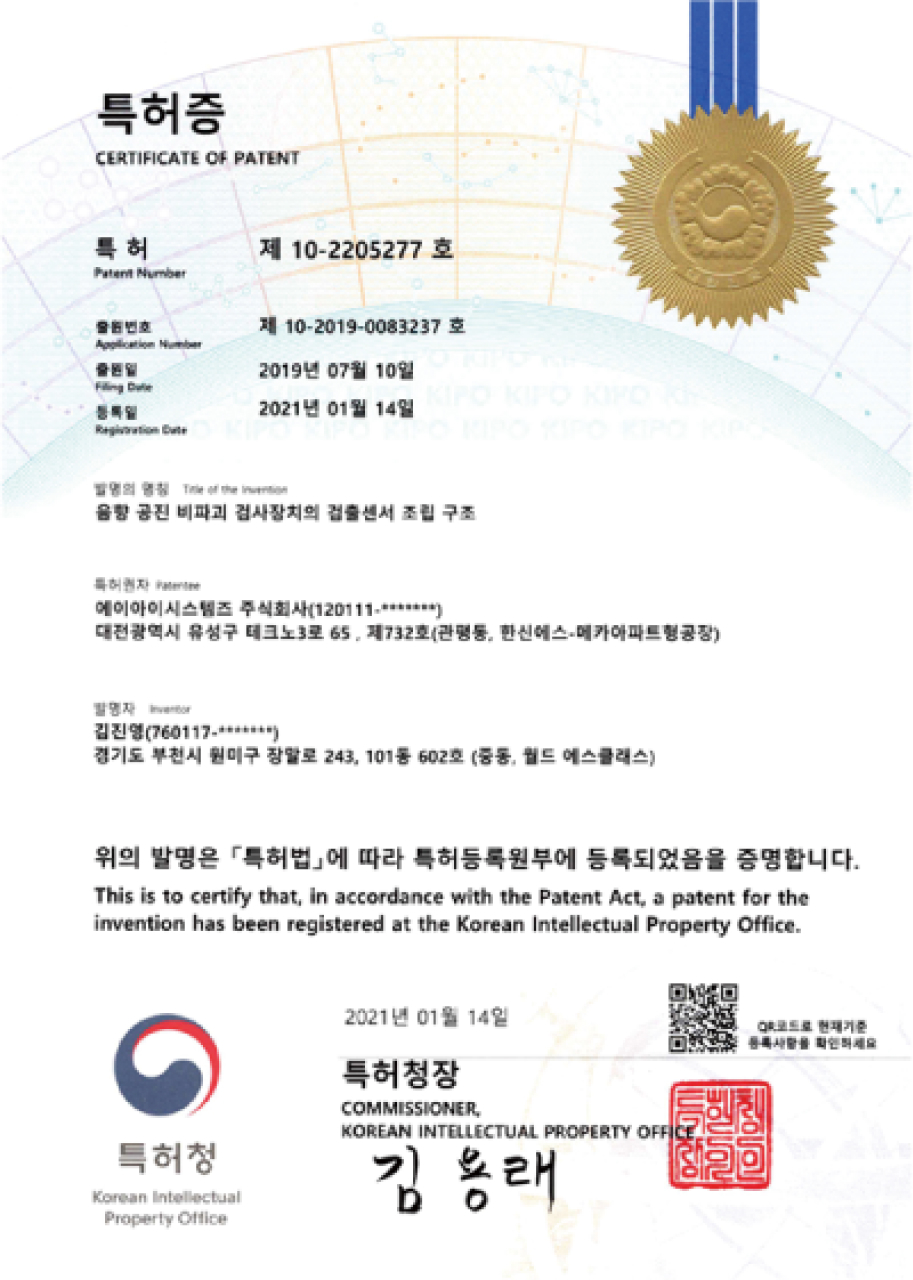 특허증
CERTIFICATE OF PATENT
특 허 제 10-2205277 호
Patent Number
출원번호 제 10-2019-0083237 호
Application Number
출원일 2019년 07월 10일
Filing Date
등록일 2021년 01월 14일
Registration Date
KIPO KIPO KIPO
KIPO KIPO KIPO KIPO KIPO
KIPO KIPO KIPO KIPO KIPO KIPO KIPO
발명의 명칭 Title of the Invention
음향 공진 비파괴 검사장치의 검출센서 조립 구조
특허권자 Patentee
에이아이시스템즈 주식회사(120111-*******)
대전광역시 유성구 테크노3로 65 , 제732호(관평동, 한신에스-메카아파트형공장)
발명자 Inventor
김진영(760117-*******)
경기도 부천시 원미구 장말로 243, 101동 602호 (중동, 월드 에스클래스)
위의 발명은 「특허법」에 따라 특허등록원부에 등록되었음을 증명합니다.
This is to certify that, in accordance with the Patent Act, a patent for the
invention has been registered at the Korean Intellectual Property Office.
2021년 01월 14일
QR코드로 현재기준
등록사항을 확인하세요
특허청장
COMMISSIONER,
KOREAN INTELLECTUAL PROPERTY OFFICE
김 용 래
특허청
Korean Intellectual
Property Office